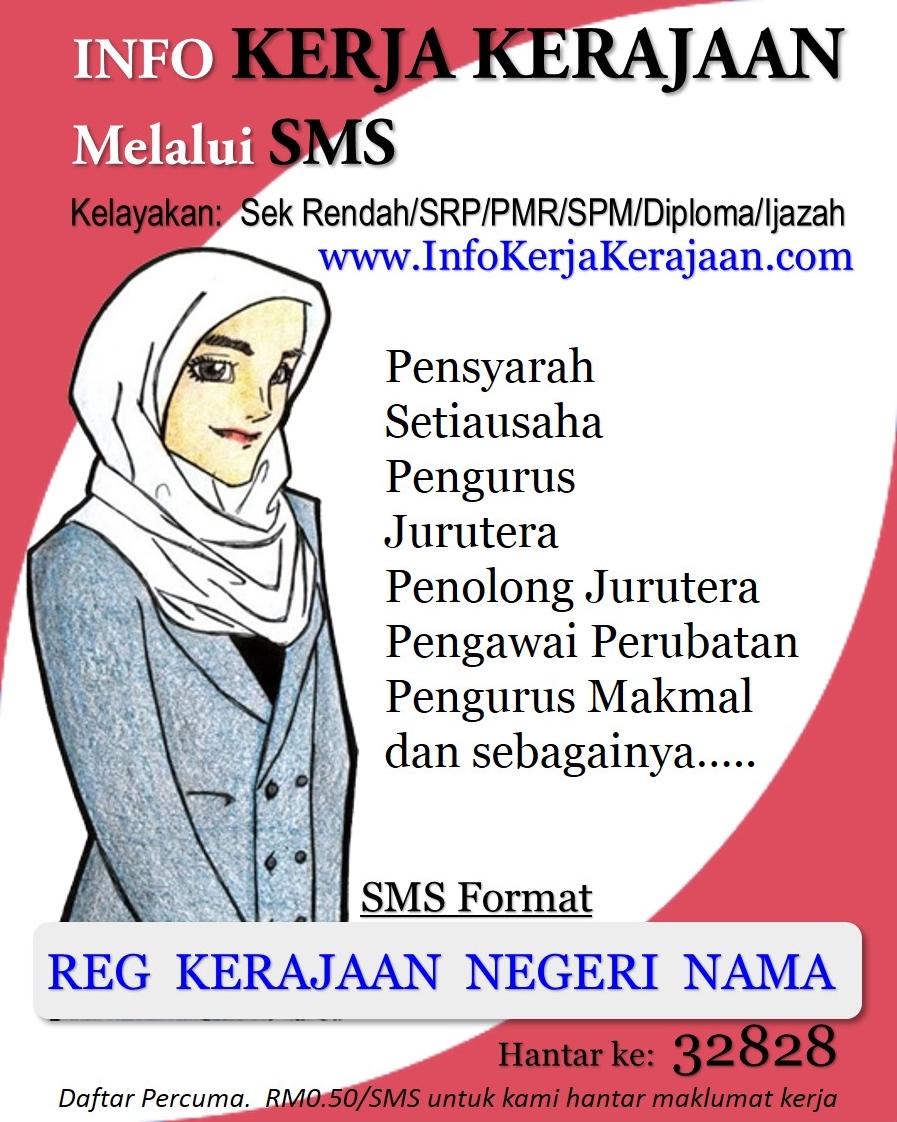 INFO KERJA KERAJAAN
Melalui SMS
Kelayakan: Sek Rendah/SRP/PMR/SPM/Diploma/Ijazah
www.InfoKerjaKerajaan.com
Pensyarah
Setiausaha
Pengurus
Jurutera
Penolong Jurutera
Pengawai Perubatan
Pengurus Makmal
dan sebagainya.....
SMS Format
REG KERAJAAN NEGERI NAMA
Hantar ke: 32828
Daftar Percuma. RM0.50/SMS untuk kami hantar maklumat kerja